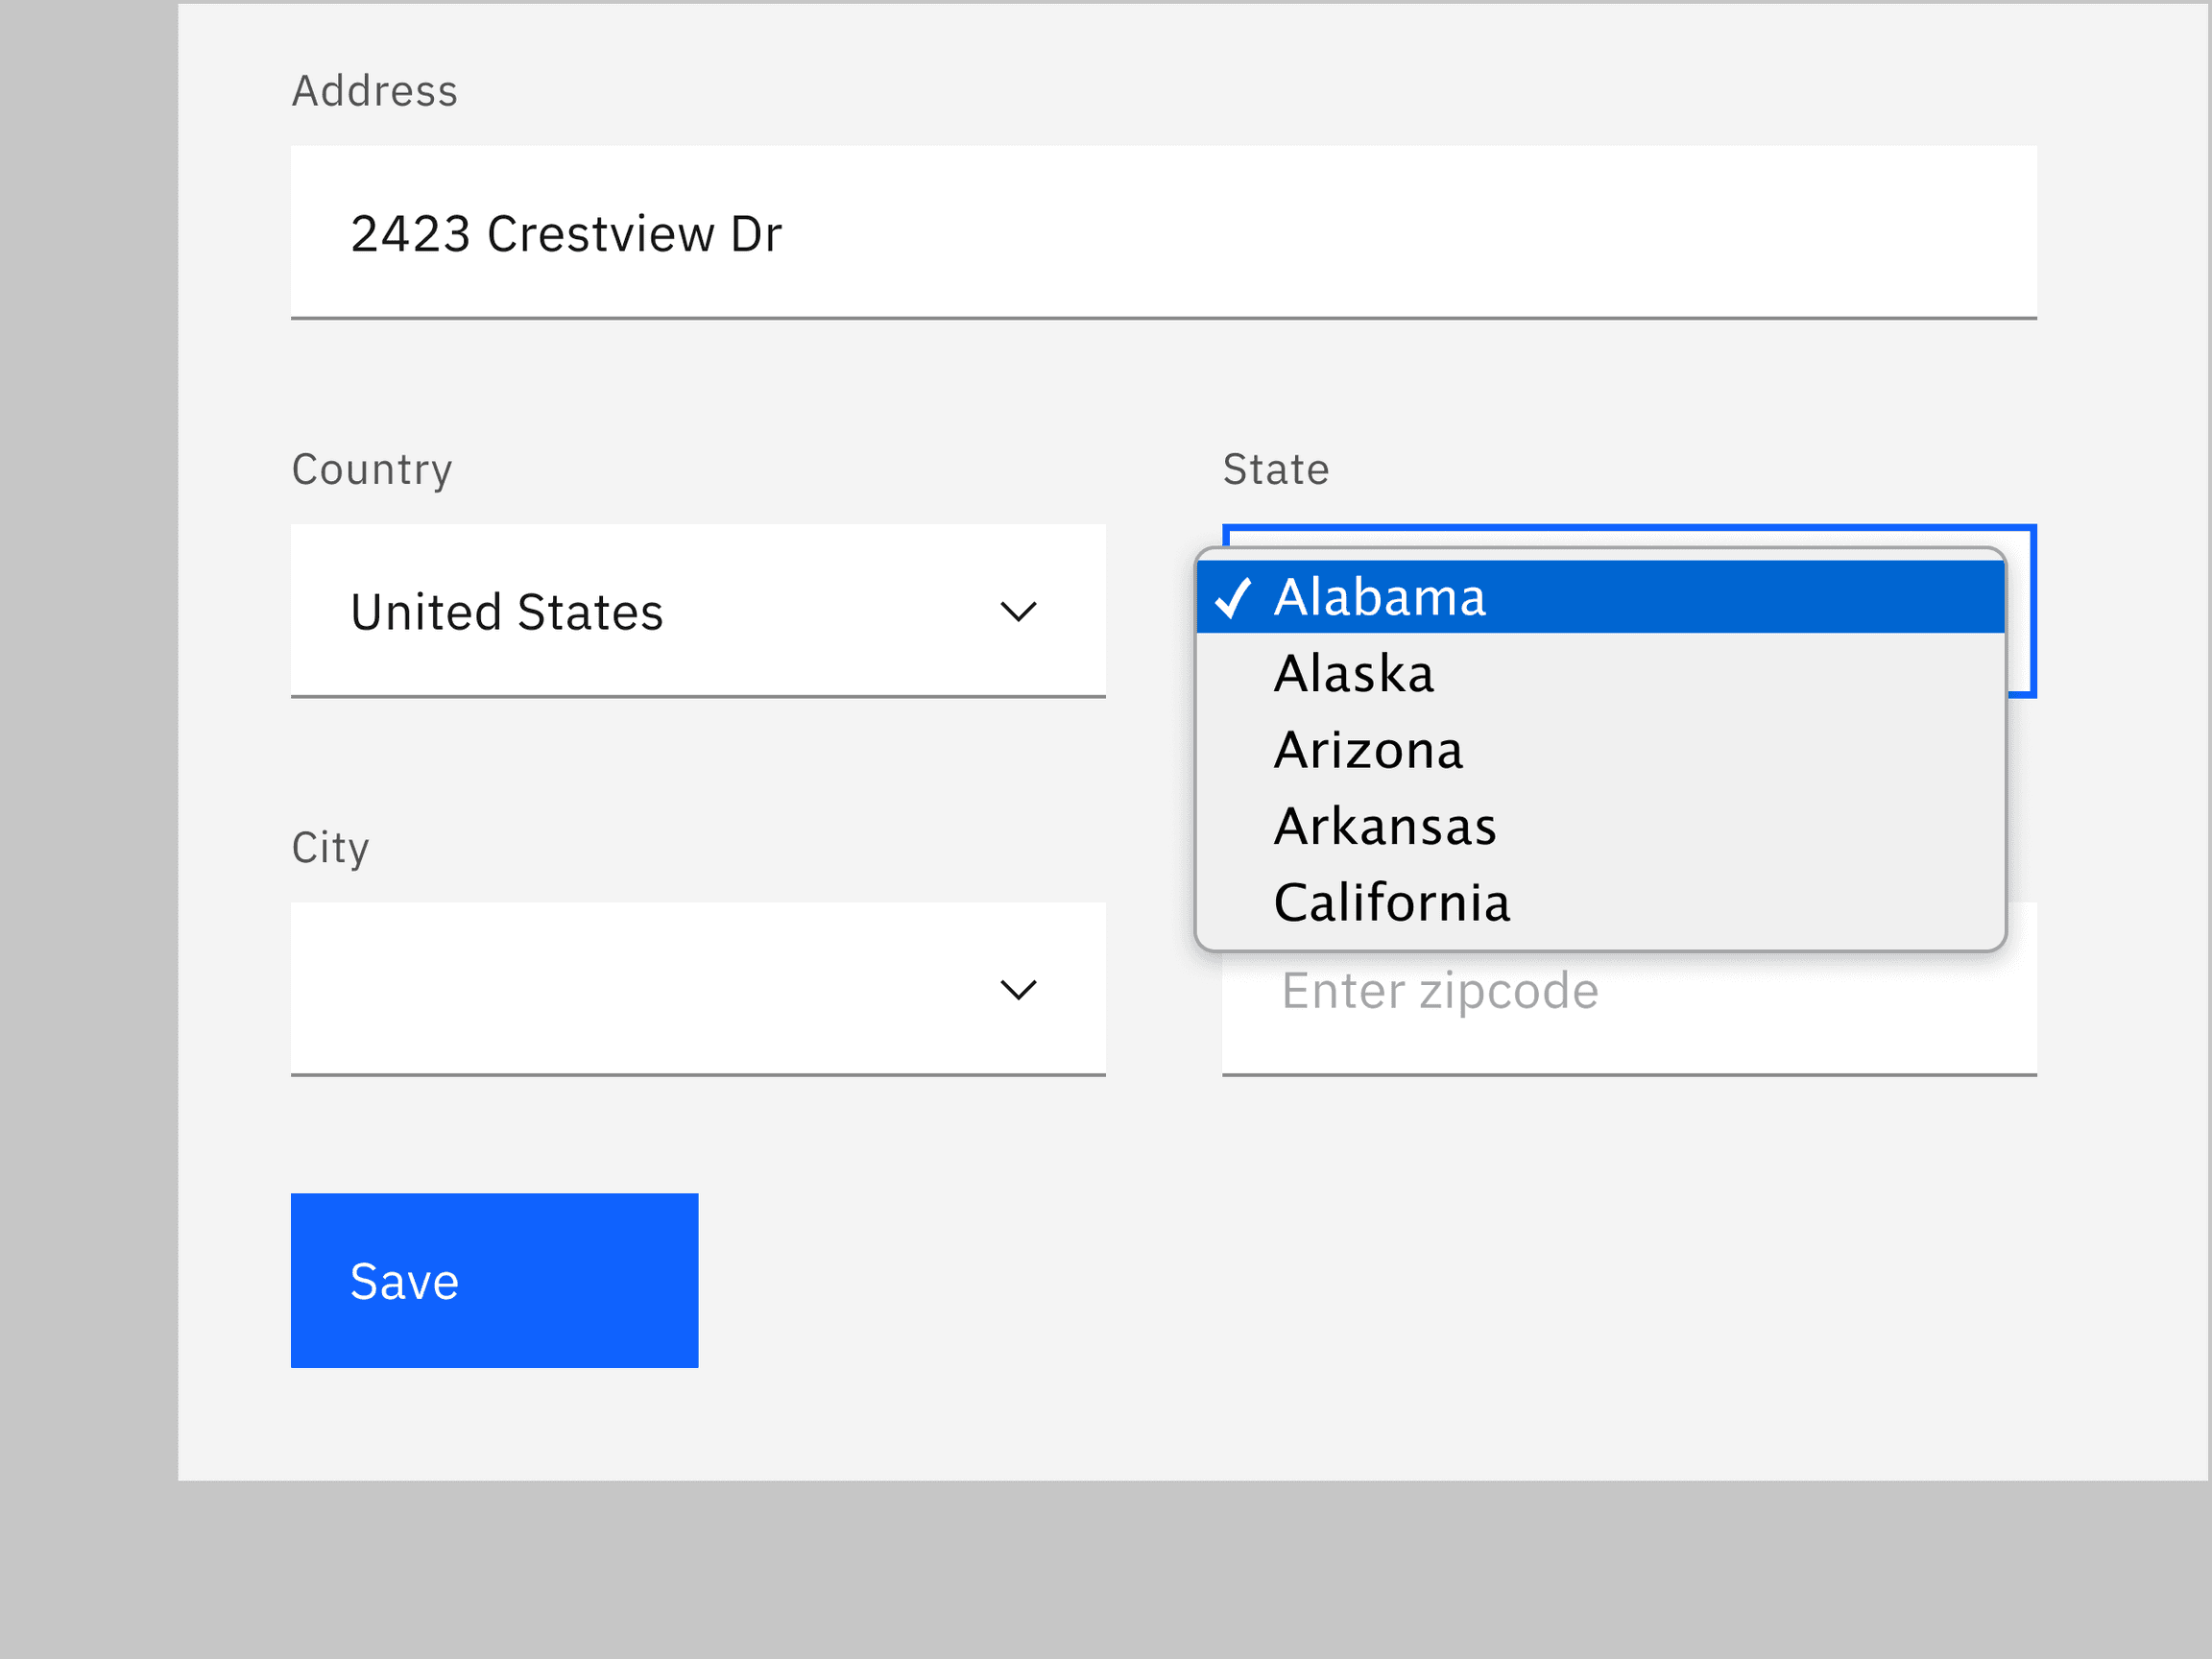 Address
2423 Crestview Dr
Country
State
United States
Alabama
Alaska
Arizona
Arkansas
California
City
Enter zipcode
Save